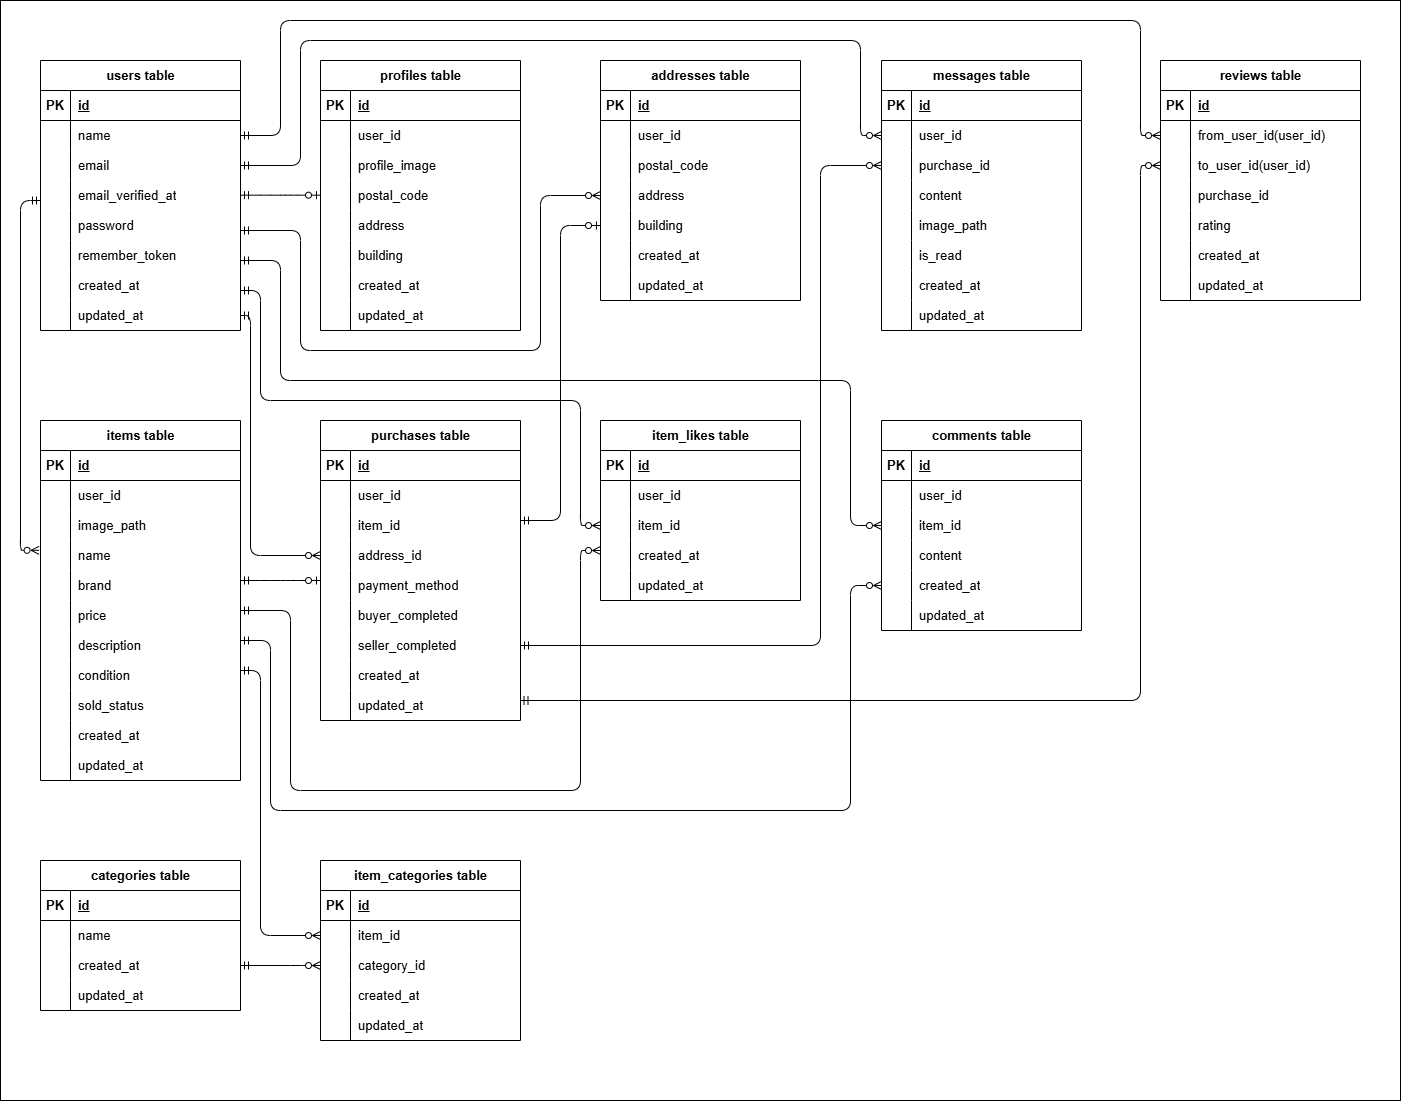 users table
PK id
name
email
email_verified_at
password
remember_token
created_at
updated_at
profiles table
PK id
user_id
profile_image
postal_code
address
building
created_at
updated_at
addresses table
PK id
user_id
postal_code
address
building
created_at
updated_at
messages table
PK id
user_id
purchase_id
content
image_path
is_read
created_at
updated_at
reviews table
PK id
from_user_id(user_id)
to_user_id(user_id)
purchase_id
rating
created_at
updated_at
items table
PK id
user_id
image_path
name
brand
price
description
condition
sold_status
created_at
updated_at
purchases table
PK id
user_id
item_id
address_id
payment_method
buyer_completed
seller_completed
created_at
updated_at
item_likes table
PK id
user_id
item_id
created_at
updated_at
comments table
PK id
user_id
item_id
content
created_at
updated_at
categories table
PK id
name
created_at
updated_at
item_categories table
PK id
item_id
category_id
created_at
updated_at